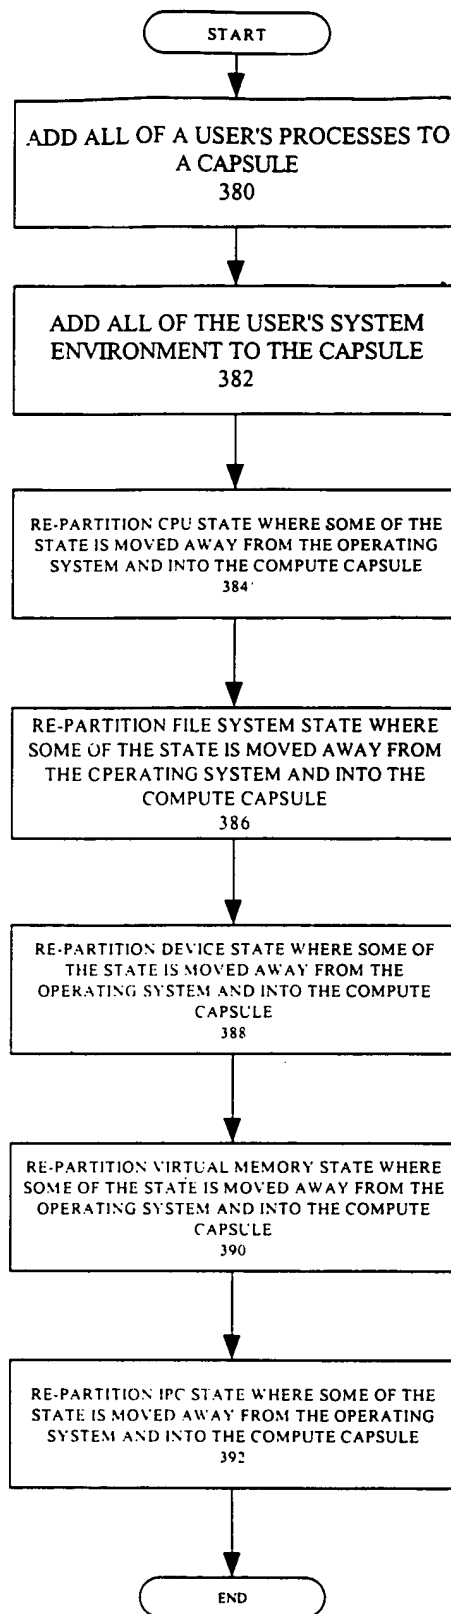 START
ADD ALL OF A USER'S PROCESSES TO
A CAPSULE
380
ADD ALL OF THE USER'S SYSTEM
ENVIRONMENT TO THE CAPSULE
382
RE-PARTITION CPU STATE WHERE SOME OF THE
STATE IS MOVED AWAY FROM THE OPERATING
SYSTEM AND INTO THE COMPUTE CAPSULE
384
RE-PARTITION FILE SYSTEM STATE WHERE
SOME OF THE STATE IS MOVED AWAY FROM
THE OPERATING SYSTEM AND INTO THE
COMPUTE CAPSULE
386
RE-PARTITION DEVICE STATE WHERE SOME OF
THE STATE IS MOVED AWAY FROM THE
OPERATING SYSTEM AND INTO THE COMPUTE
CAPSULE
388
RE-PARTITION VIRTUAL MEMORY STATE WHERE
SOME OF THE STATE IS MOVED AWAY FROM THE
OPERATING SYSTEM AND INTO THE COMPUTE
CAPSULE
390
RE-PARTITION IPC STATE WHERE SOME OF THE
STATE IS MOVED AWAY FROM THE OPERATING
SYSTEM AND INTO THE COMPUTE CAPSULE
392
END